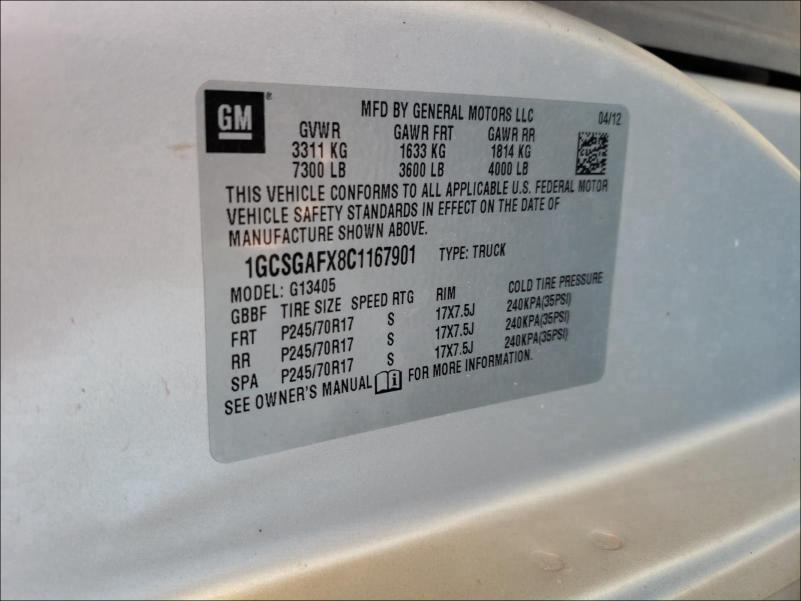 GM®
MFD BY GENERAL MOTORS LLC 04/12
GVWR GAWR FRT GAWR RR
3311 KG 1633 KG 1814 KG
7300 LB 3600 LB 4000 LB
THIS VEHICLE CONFORMS TO ALL APPLICABLE U.S. FEDERAL MOTOR
VEHICLE SAFETY STANDARDS IN EFFECT ON THE DATE OF
MANUFACTURE SHOWN ABOVE.
1GCSGAFX8C1167901 TYPE: TRUCK
MODEL: G13405
GBBF TIRE SIZE SPEED RTG RIM COLD TIRE PRESSURE
FRT P245/70R17 S 17X7.5J 240KPA(35PSI)
RR P245/70R17 S 17X7.5J 240KPA(35PSI)
SPA P245/70R17 S 17X7.5J 240KPA(35PSI)
SEE OWNER'S MANUAL FOR MORE INFORMATION.